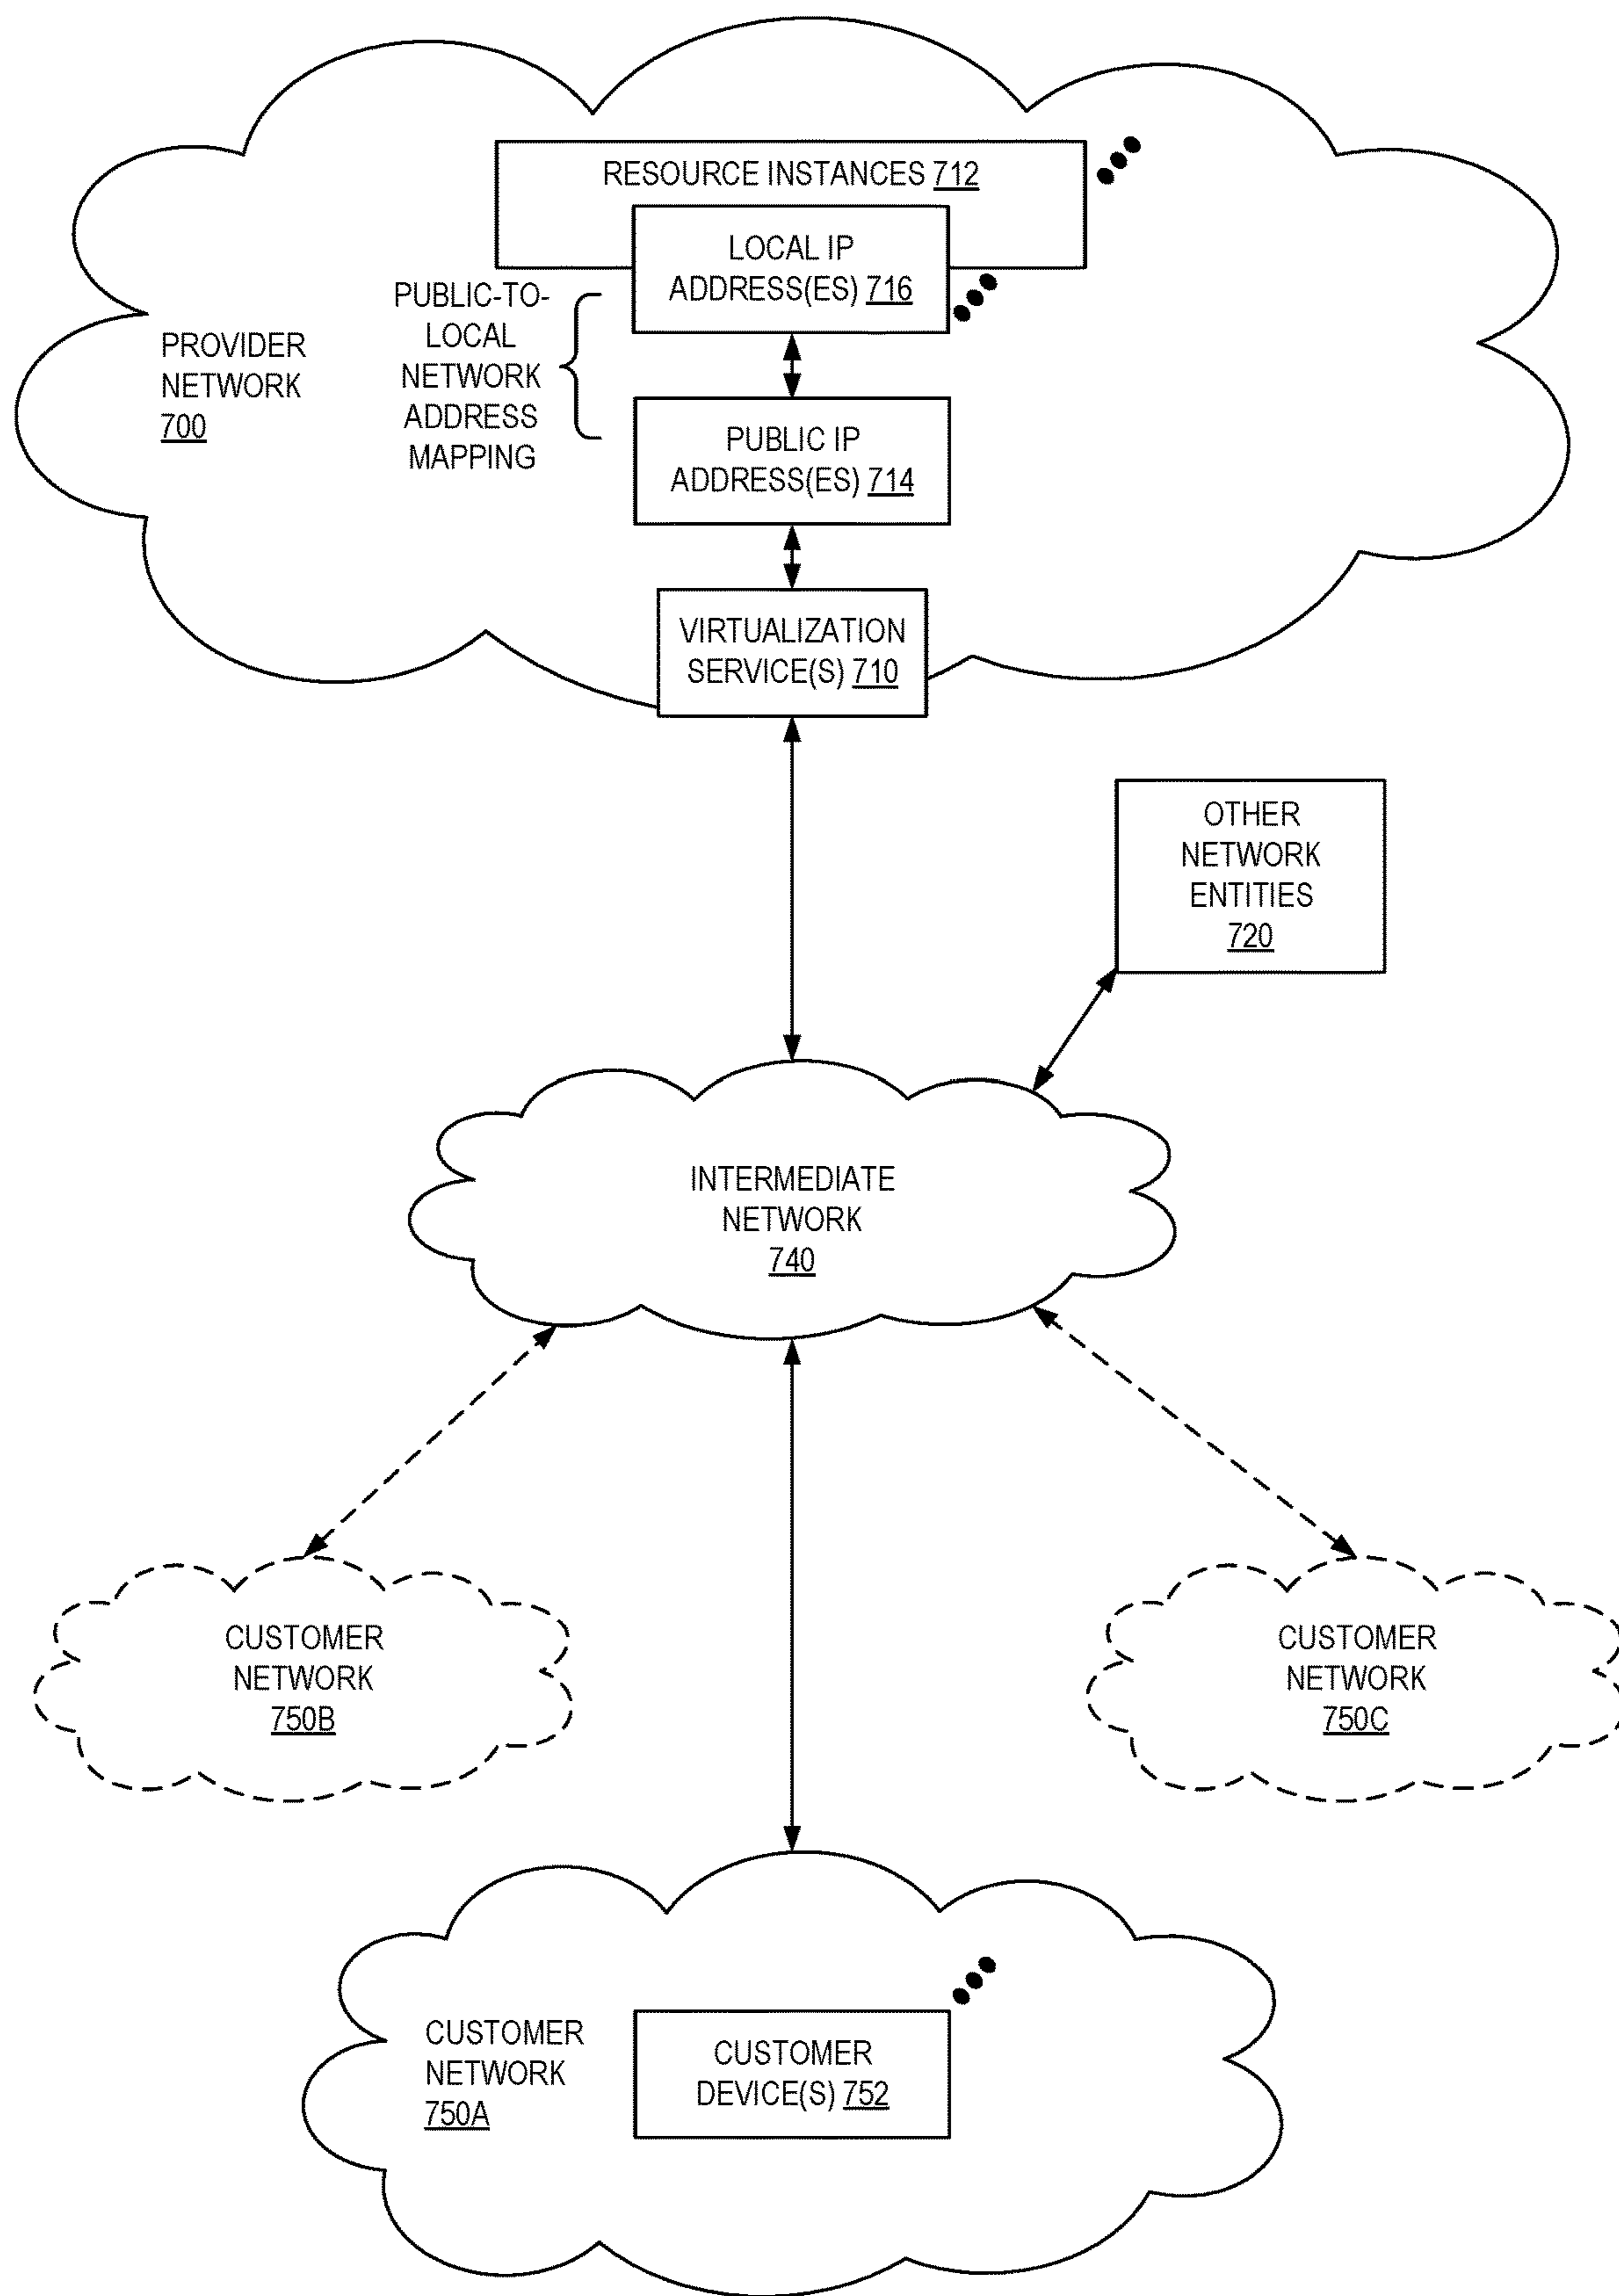 RESOURCE INSTANCES 712
LOCAL IP
ADDRESS(ES) 716
PUBLIC-TO-
LOCAL
NETWORK
ADDRESS
MAPPING
PROVIDER
NETWORK
700
PUBLIC IP
ADDRESS(ES) 714
VIRTUALIZATION
SERVICE(S) 710
OTHER
NETWORK
ENTITIES
720
INTERMEDIATE
NETWORK
740
CUSTOMER
NETWORK
750B
CUSTOMER
NETWORK
750C
CUSTOMER
NETWORK
750A
CUSTOMER
DEVICE(S) 752